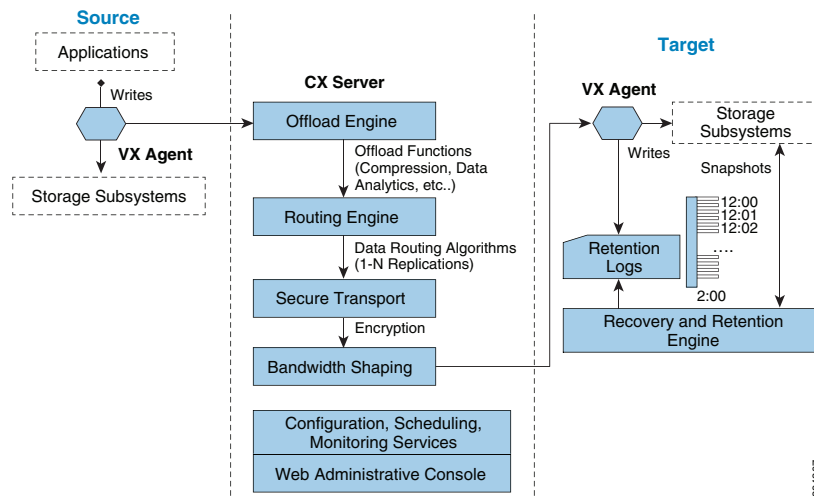 Source
Applications
Writes
VX Agent
Storage Subsystems
CX Server
Offload Engine
Offload Functions
(Compression, Data
Analytics, etc..)
Routing Engine
Data Routing Algorithms
(1-N Replications)
Secure Transport
Encryption
Bandwidth Shaping
Configuration, Scheduling,
Monitoring Services
Web Administrative Console
Target
VX Agent
Storage
Subsystems
Writes
Snapshots
12:00
12:01
12:02
....
2:00
Retention
Logs
Recovery and Retention
Engine